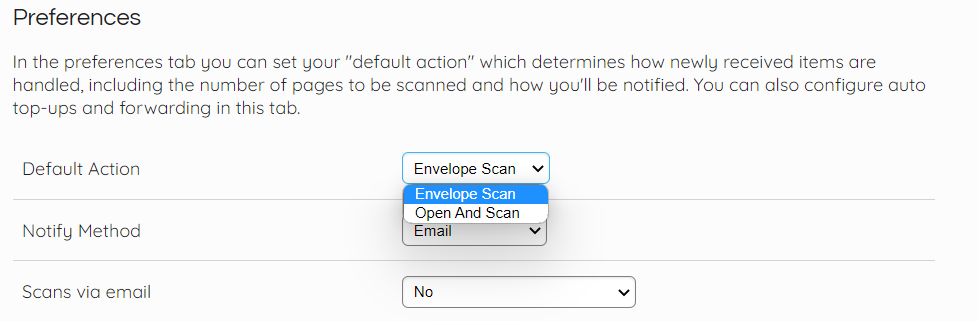 Preferences
In the preferences tab you can set your "default action" which determines how newly received items are
handled, including the number of pages to be scanned and how you'll be notified. You can also configure auto
top-ups and forwarding in this tab.
Default Action
Envelope Scan
Envelope Scan
Open And Scan
Notify Method
Email
Scans via email
No